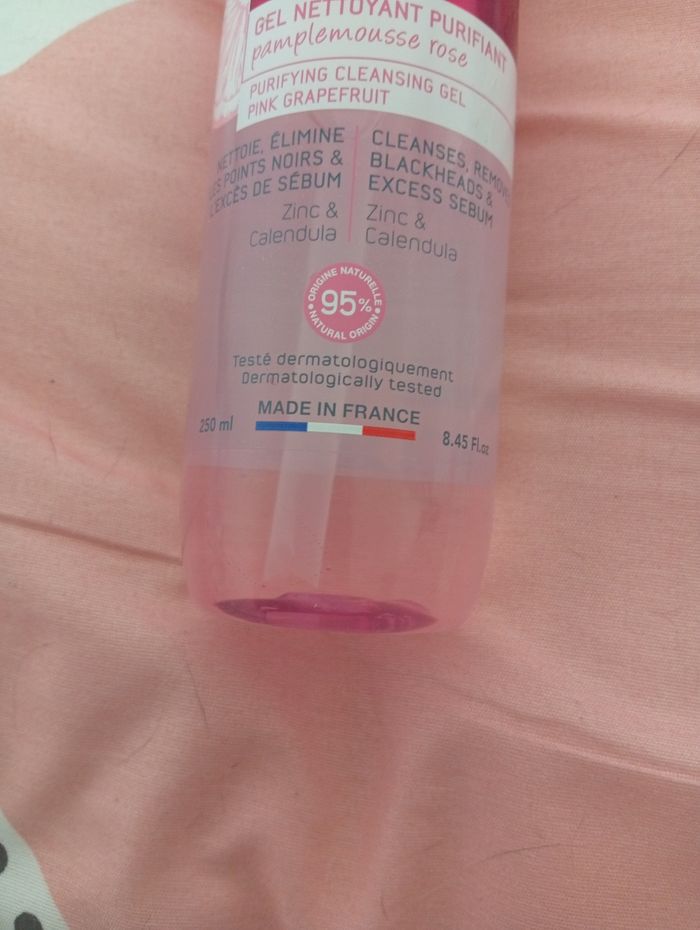 GEL NETTOYANT PURIFIANT
pamplemousse rose
PURIFYING CLEANSING GEL
PINK GRAPEFRUIT
NETTOIE, ÉLIMINE
LES POINTS NOIRS &
L'EXCÈS DE SÉBUM
Zinc &
Calendula
CLEANSES, REMOVES
BLACKHEADS &
EXCESS SEBUM
Zinc &
Calendula
ORIGINE NATURELLE
95%
NATURAL ORIGIN
Testé dermatologiquement
Dermatologically tested
MADE IN FRANCE
250 ml
8.45 Fl.oz